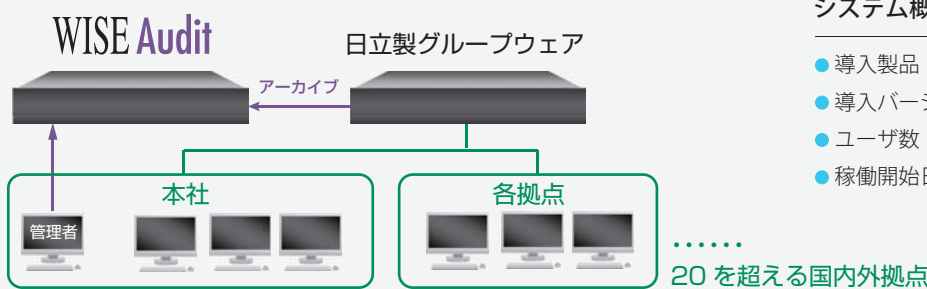 WISE Audit
日立製グループウェア
アーカイブ
本社
各拠点
管理者
......
20 を超える国内外拠点
システム概
● 導入製品
● 導入バージ
● ユーザ数
● 稼働開始日